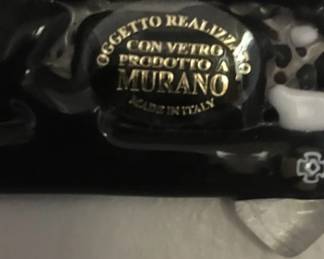 OGGETTO REALIZZATO
CON VETRO
PRODOTTO A
MURANO
MADE IN ITALY